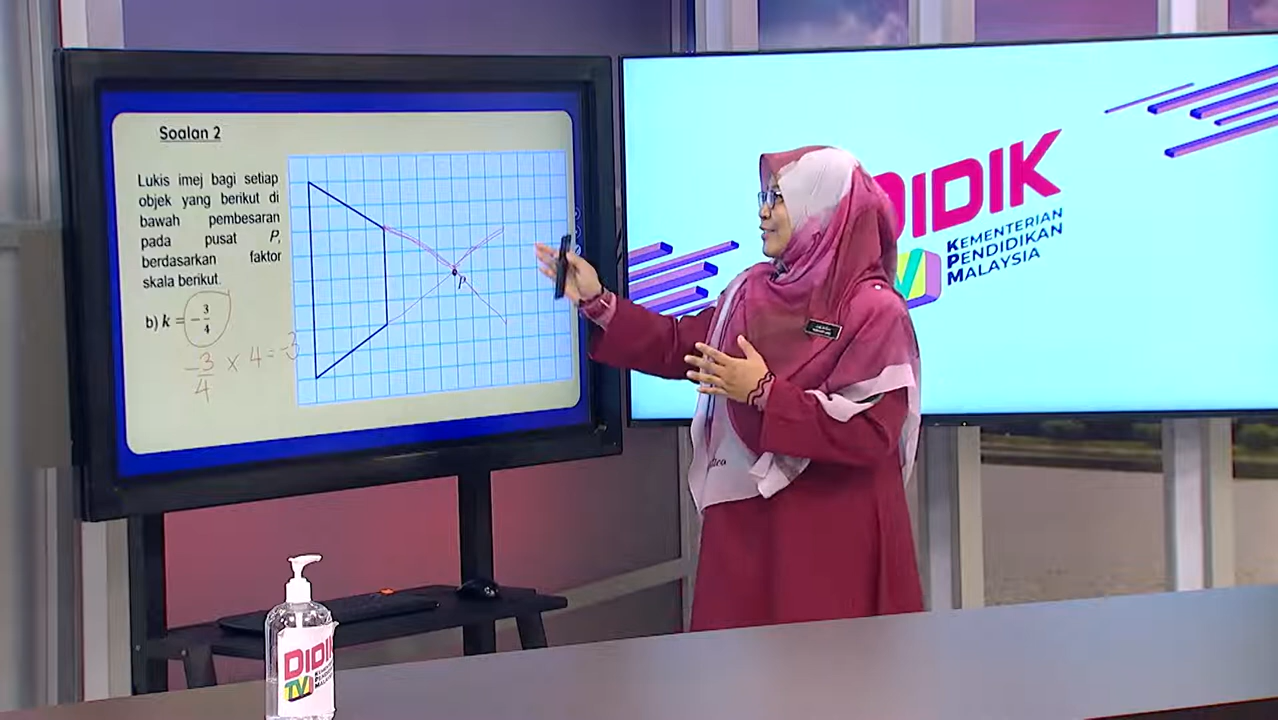 Soalan 2
Lukis imej bagi setiap
objek yang berikut di
bawah pembesaran
pada pusat P,
berdasarkan faktor
skala berikut.
b) k = -3/4
-3/4 × 4 = -3
P
DIDIK
TV
KEMENTERIAN
PENDIDIKAN
MALAYSIA
DIDIK
TV